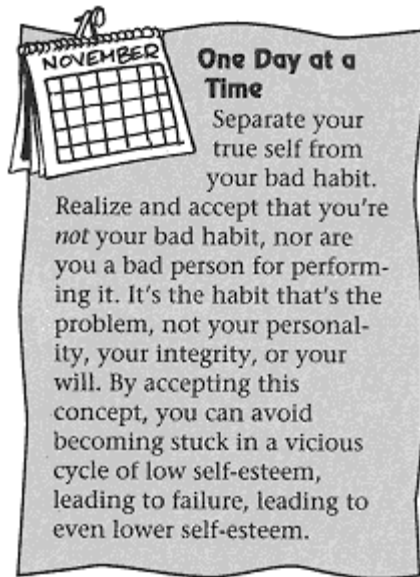 NOVEMBER
One Day at a
Time
Separate your
true self from
your bad habit.
Realize and accept that you're
not your bad habit, nor are
you a bad person for perform-
ing it. It's the habit that's the
problem, not your personal-
ity, your integrity, or your
will. By accepting this
concept, you can avoid
becoming stuck in a vicious
cycle of low self-esteem,
leading to failure, leading to
even lower self-esteem.